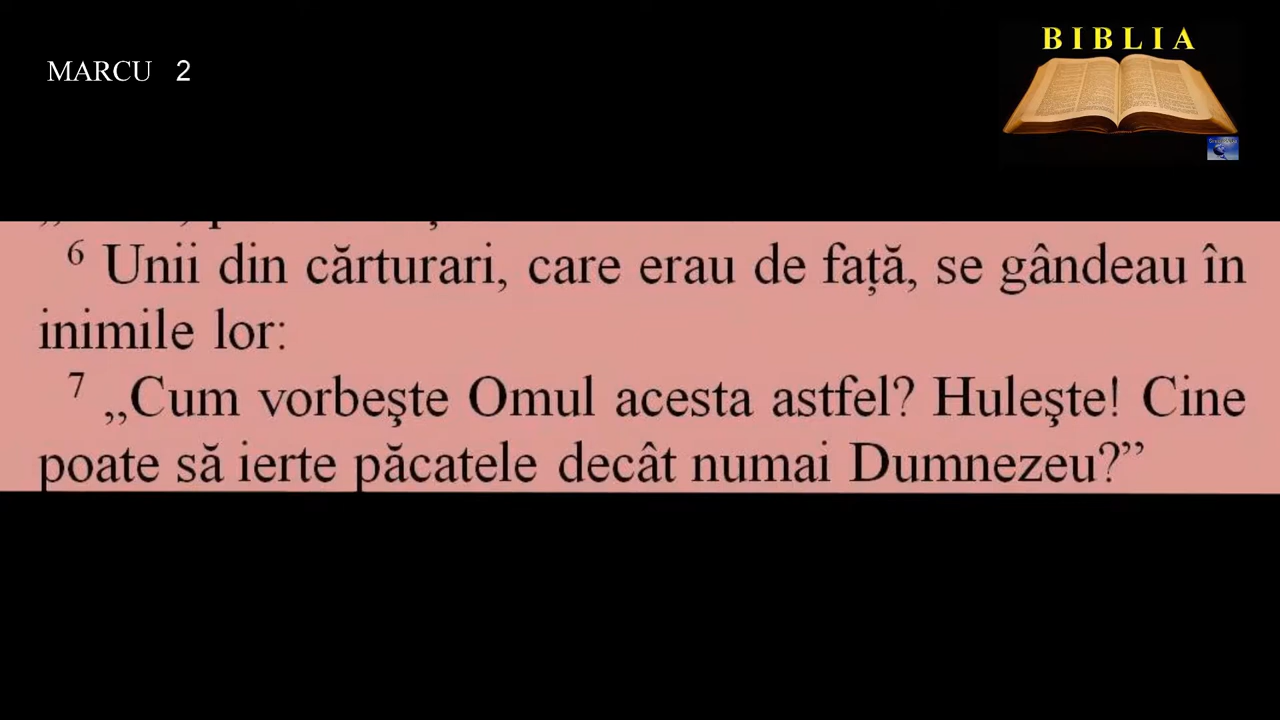 BIBLIA
MARCU 2
6 Unii din cărturari, care erau de faţă, se gândeau în
inimile lor:
7 „Cum vorbeşte Omul acesta astfel? Huleşte! Cine
poate să ierte păcatele decât numai Dumnezeu?”